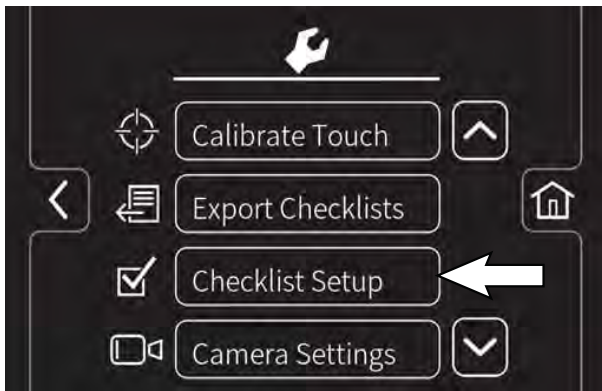 Calibrate Touch
Export Checklists
Checklist Setup
Camera Settings